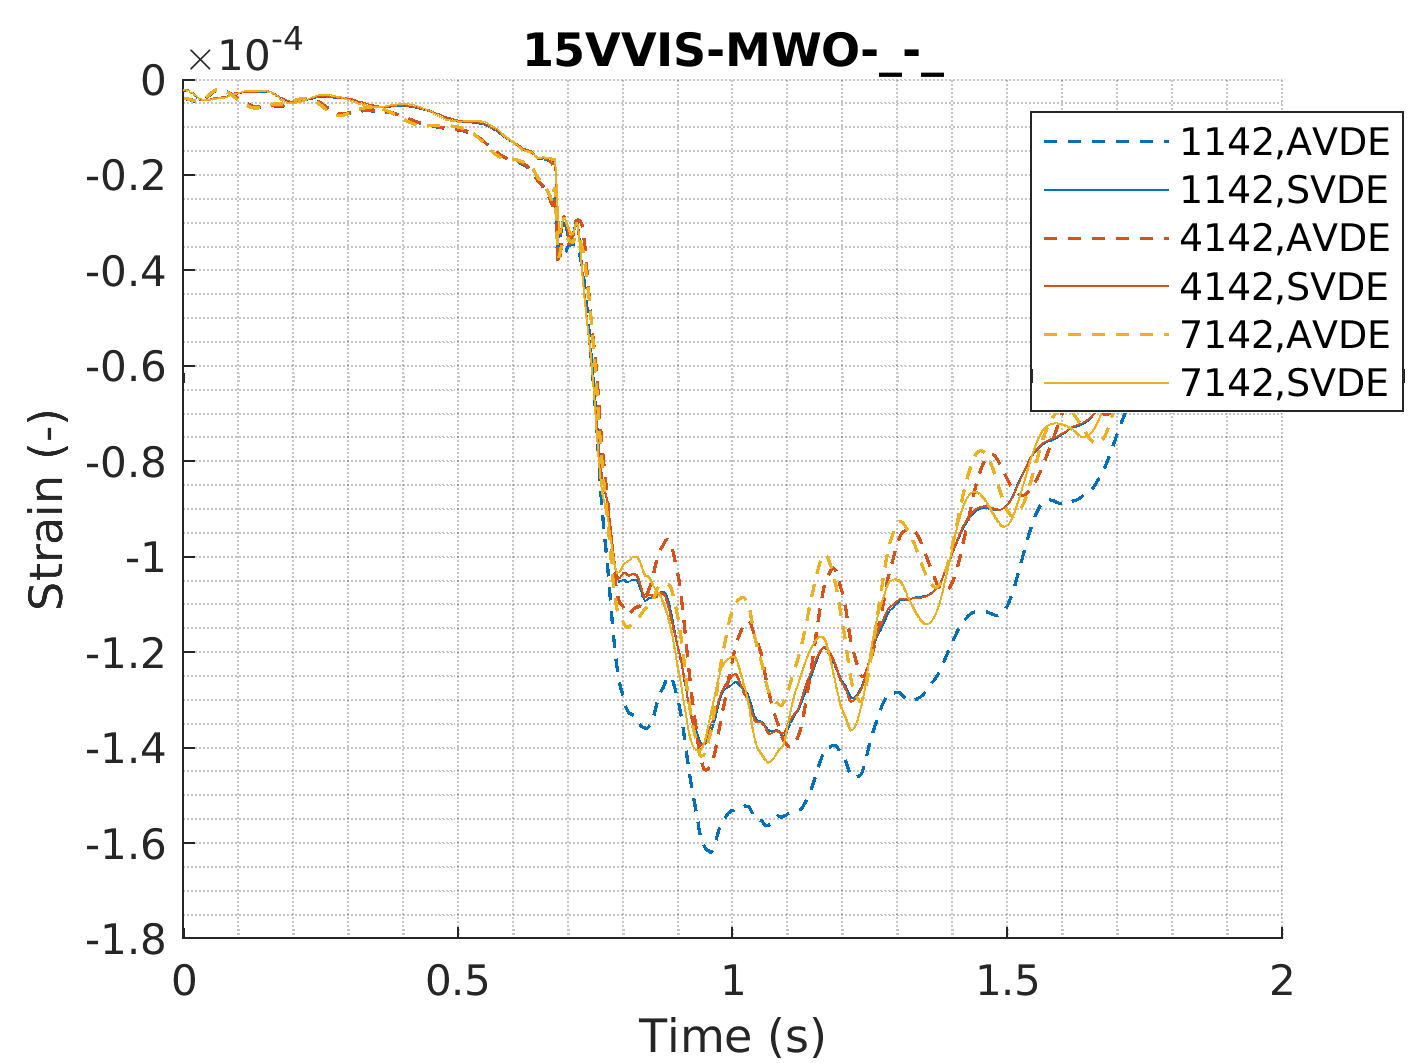 ×10-4
15VVIS-MWO-_-_
0
-0.2
-0.4
-0.6
-0.8
-1
-1.2
-1.4
-1.6
-1.8
Strain (-)
0 0.5 1 1.5 2
Time (s)
1142,AVDE
1142,SVDE
4142,AVDE
4142,SVDE
7142,AVDE
7142,SVDE